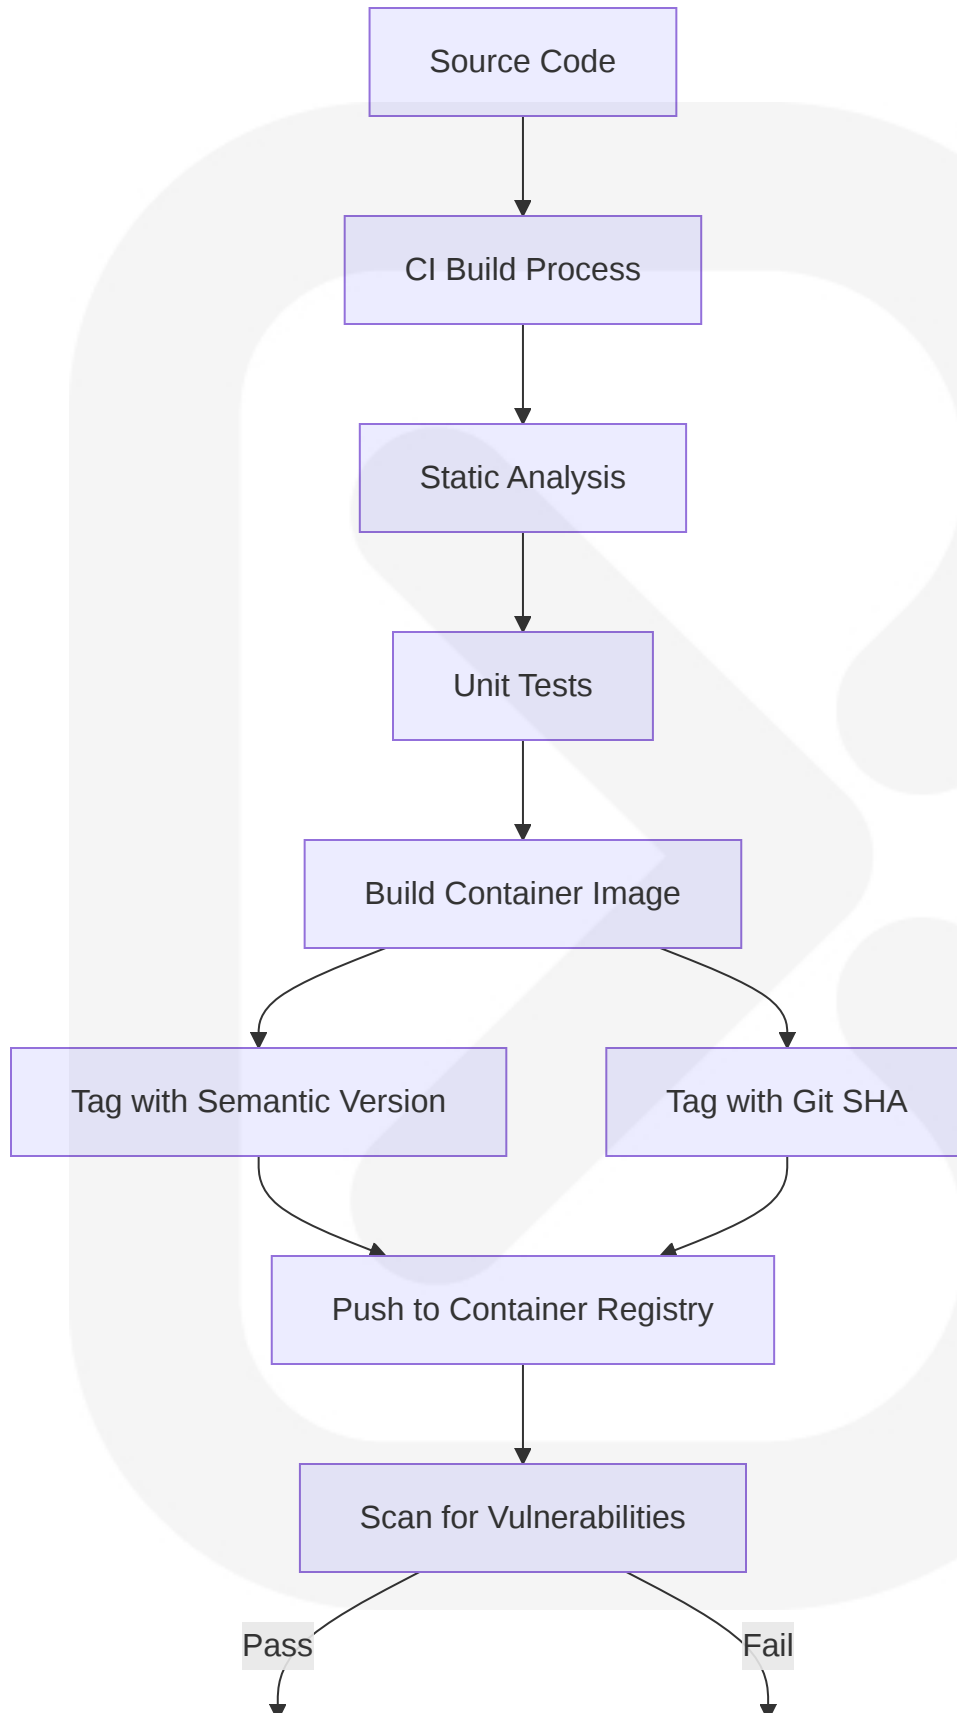 Source Code
CI Build Process
Static Analysis
Unit Tests
Build Container Image
Tag with Semantic Version
Tag with Git SHA
Push to Container Registry
Scan for Vulnerabilities
Pass
Fail